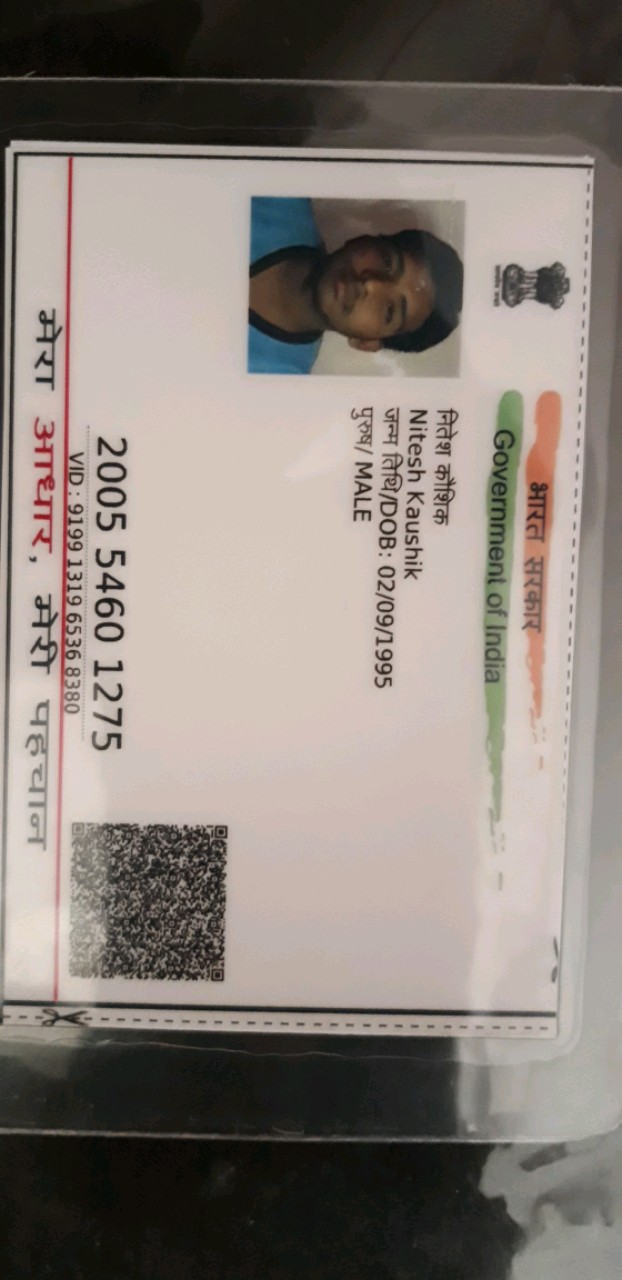 भारत सरकार
Government of India
नितेश कौशिक
Nitesh Kaushik
जन्म तिथि/DOB: 02/09/1995
पुरुष/ MALE
2005 5460 1275
VID : 9199 1319 6536 8380
मेरा आधार, मेरी पहचान